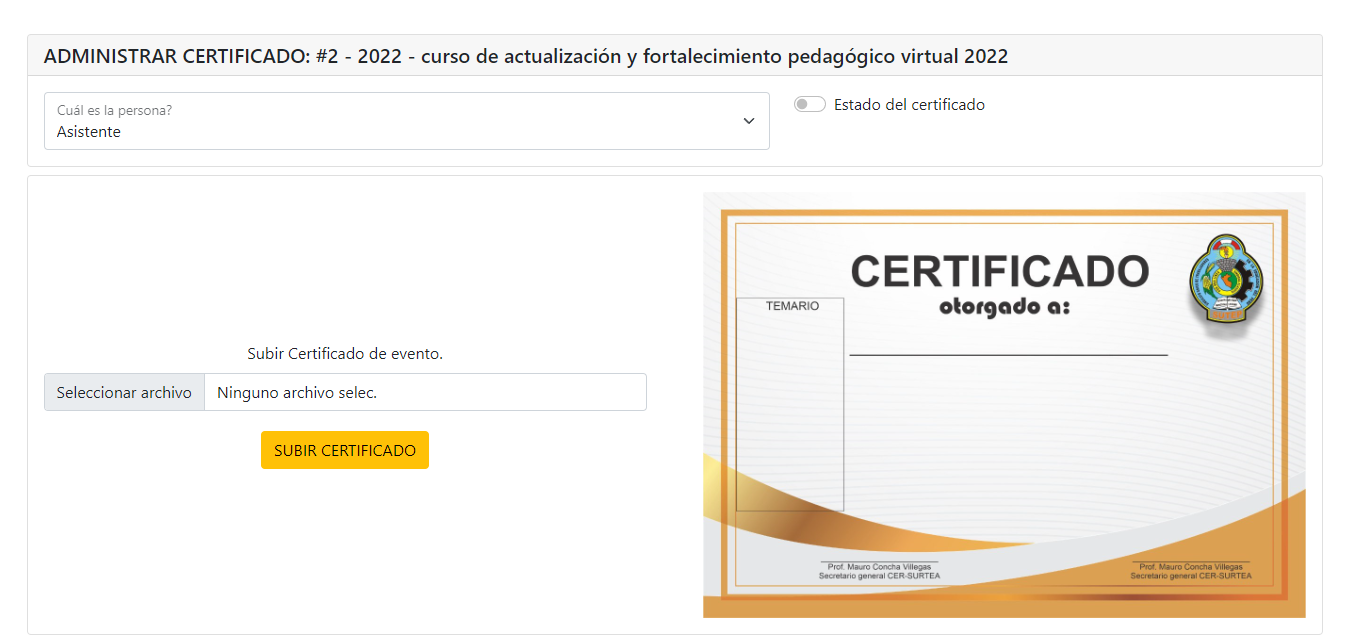 ADMINISTRAR CERTIFICADO: #2 - 2022 - curso de actualización y fortalecimiento pedagógico virtual 2022
Cuál es la persona?
Asistente
Estado del certificado
Subir Certificado de evento.
Seleccionar archivo
Ninguno archivo selec.
SUBIR CERTIFICADO
CERTIFICADO
otorgado a:
TEMARIO
Prof. Mauro Concha Villegas
Secretario general CER-SURTEA
Prof. Mauro Concha Villegas
Secretario general CER-SURTEA